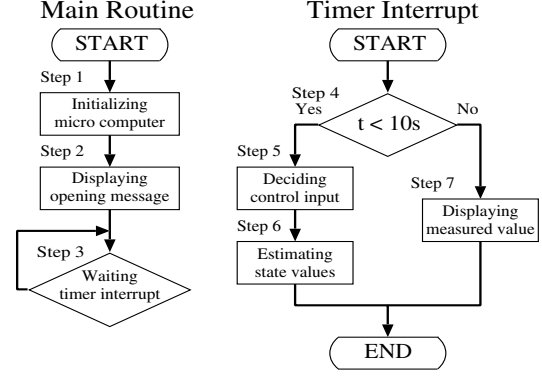 Main Routine
START
Step 1
Initializing
micro computer
Step 2
Displaying
opening message
Step 3
Waiting
timer interrupt
Timer Interrupt
START
Step 4
Yes
t < 10s
No
Step 5
Deciding
control input
Step 6
Estimating
state values
Step 7
Displaying
measured value
END